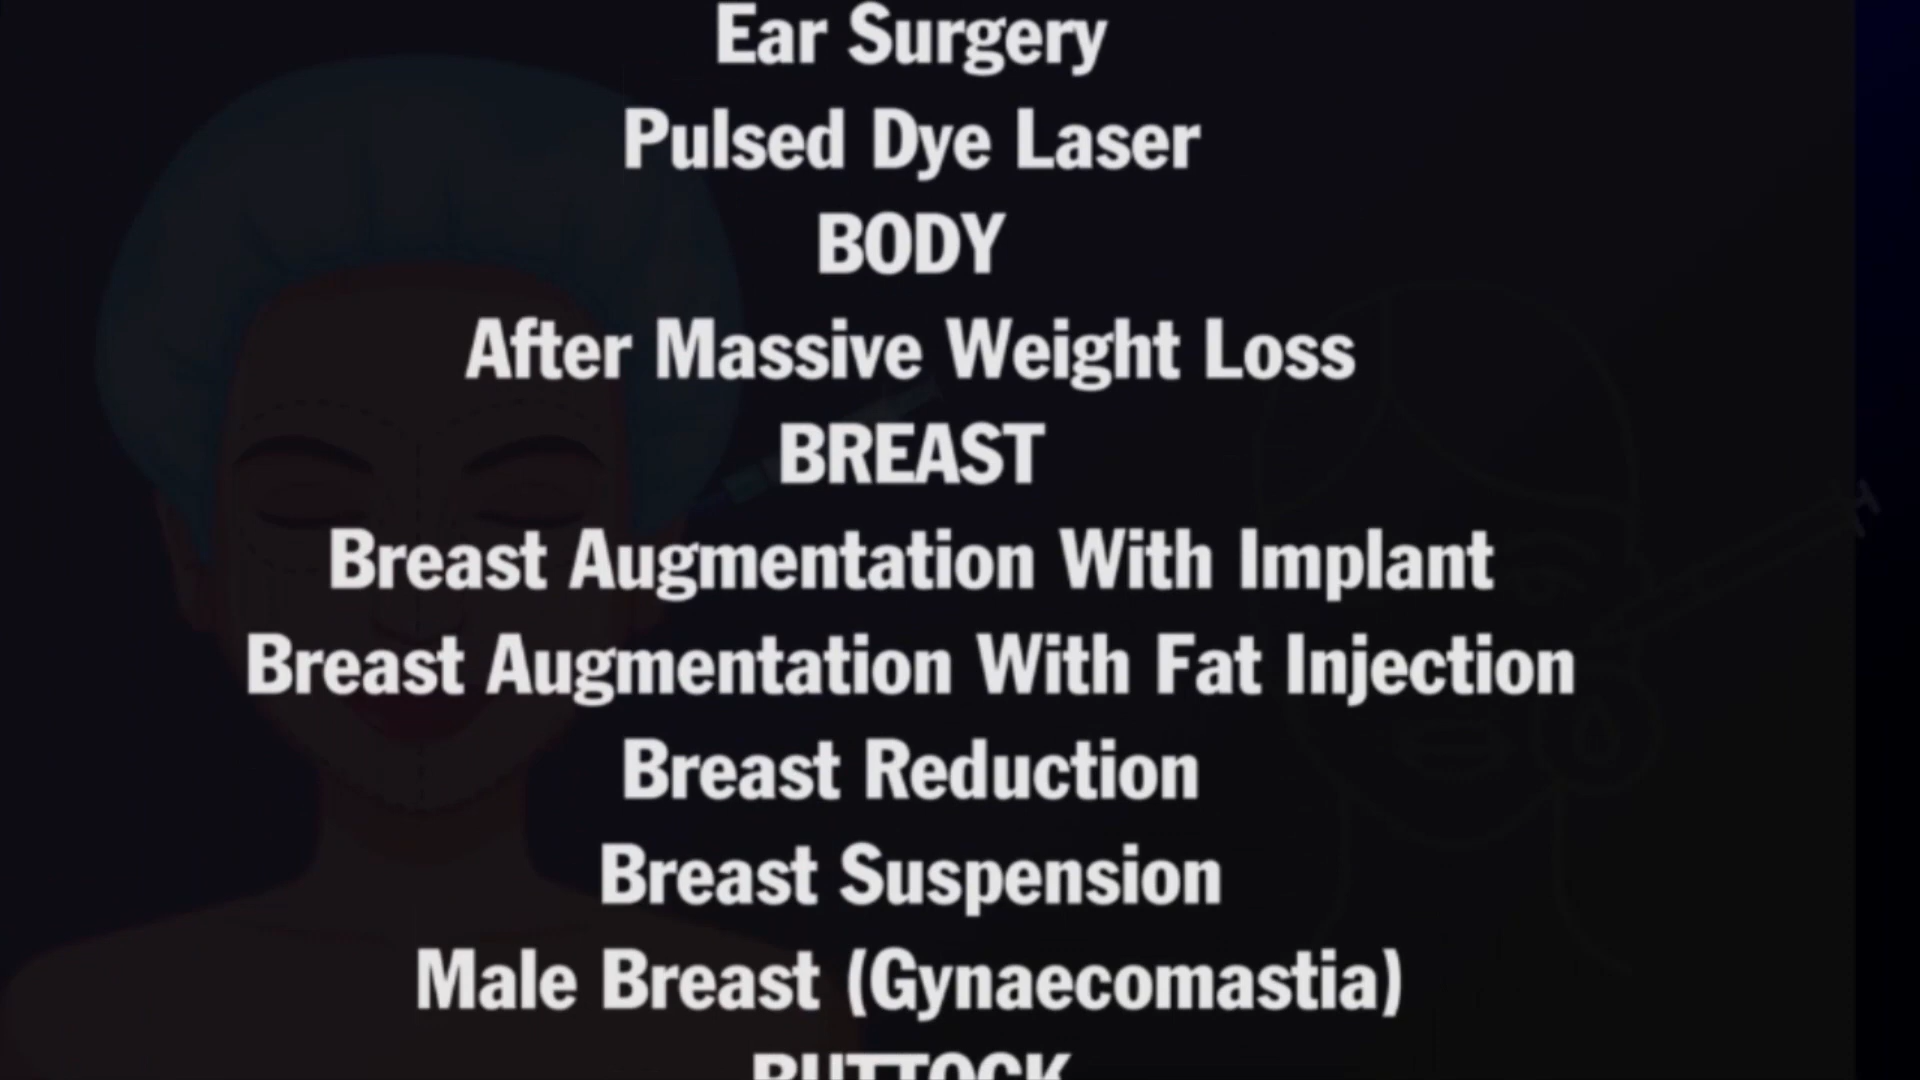 Ear Surgery
Pulsed Dye Laser
BODY
After Massive Weight Loss
BREAST
Breast Augmentation With Implant
Breast Augmentation With Fat Injection
Breast Reduction
Breast Suspension
Male Breast (Gynaecomastia)
BUTTOCK